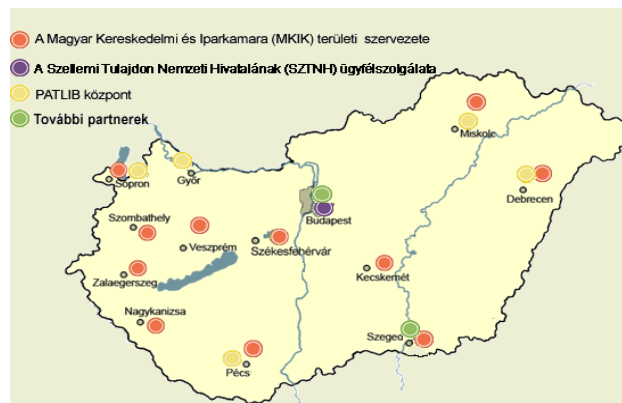 A Magyar Kereskedelmi és Iparkamara (MKIK) területi szervezete
A Szellemi Tulajdon Nemzeti Hivatalának (SZTNH) ügyfélszolgálata
PATLIB központ
További partnerek
Miskolc
Sopron
Győr
Debrecen
Szombathely
Budapest
Veszprém
Székesfehérvár
Zalaegerszeg
Kecskemét
Nagykanizsa
Szeged
Pécs